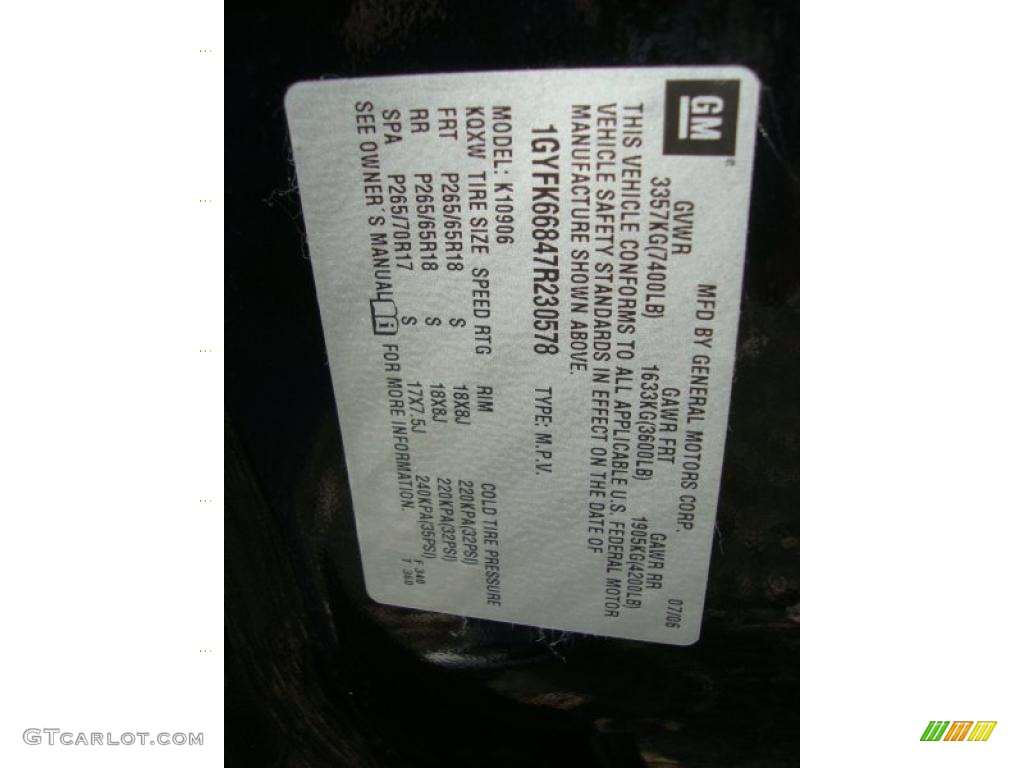 GM
MFD BY GENERAL MOTORS CORP. 07/06
GVWR GAWR FRT GAWR RR
3357KG(7400LB) 1633KG(3600LB) 1905KG(4200LB)
THIS VEHICLE CONFORMS TO ALL APPLICABLE U.S. FEDERAL MOTOR
VEHICLE SAFETY STANDARDS IN EFFECT ON THE DATE OF
MANUFACTURE SHOWN ABOVE.
1GYFK66847R230578 TYPE: M.P.V.
MODEL: K10906
KQXW TIRE SIZE SPEED RTG RIM COLD TIRE PRESSURE
FRT P265/65R18 S 18X8J 220KPA(32PSI)
RR P265/65R18 S 18X8J 220KPA(32PSI)
SPA P265/70R17 S 17X7.5J 240KPA(35PSI)
SEE OWNER'S MANUAL i FOR MORE INFORMATION.
F 340
T 360
GTCARLOT.COM